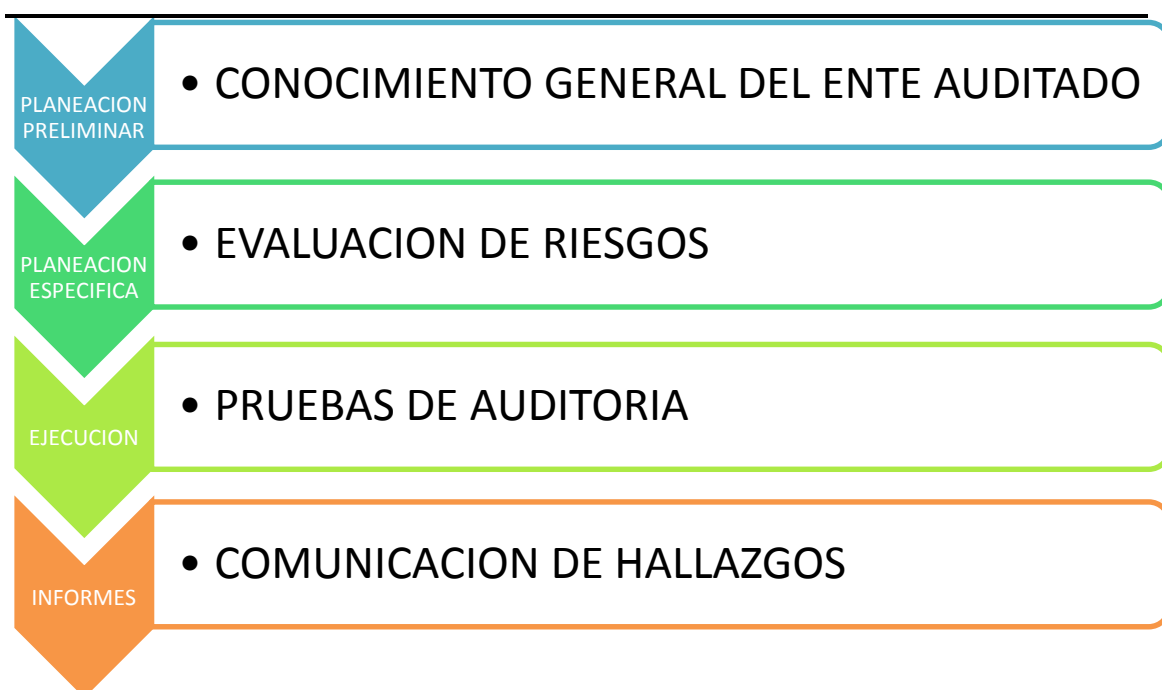 PLANEACION
PRELIMINAR
• CONOCIMIENTO GENERAL DEL ENTE AUDITADO
PLANEACION
ESPECIFICA
• EVALUACION DE RIESGOS
EJECUCION
• PRUEBAS DE AUDITORIA
INFORMES
• COMUNICACION DE HALLAZGOS